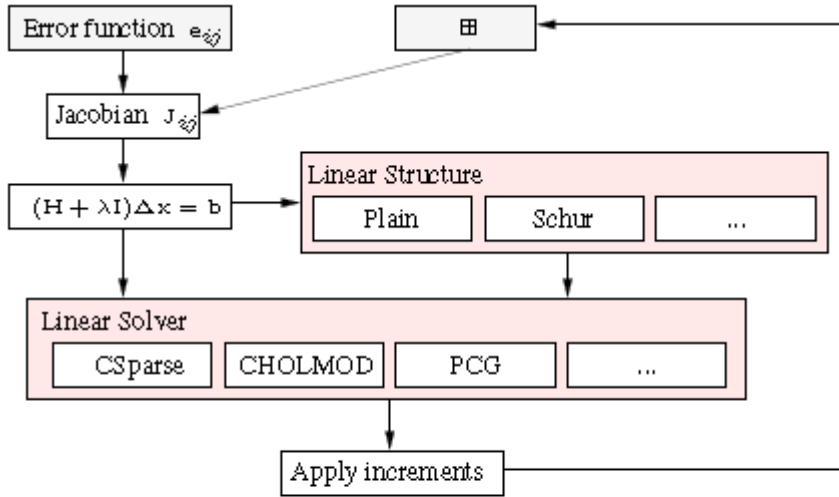 Error function e_ij
⊞
Jacobian J_ij
(H + λI)Δx = b
Linear Structure
Plain
Schur
...
Linear Solver
CSparse
CHOLMOD
PCG
...
Apply increments